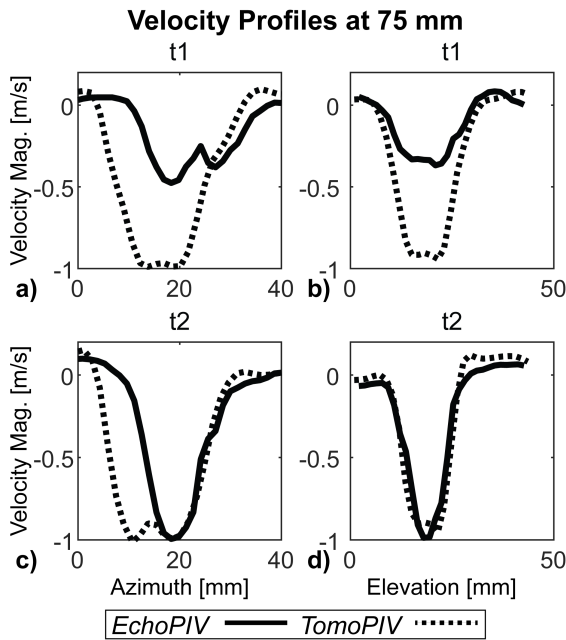 Velocity Profiles at 75 mm
t1
t1
Velocity Mag. [m/s]
0
-0.5
-1
0
-0.5
-1
a)
0
20
40
b)
0
50
t2
t2
Velocity Mag. [m/s]
0
-0.5
-1
0
-0.5
-1
c)
0
20
40
d)
0
50
Azimuth [mm]
Elevation [mm]
EchoPIV
TomoPIV